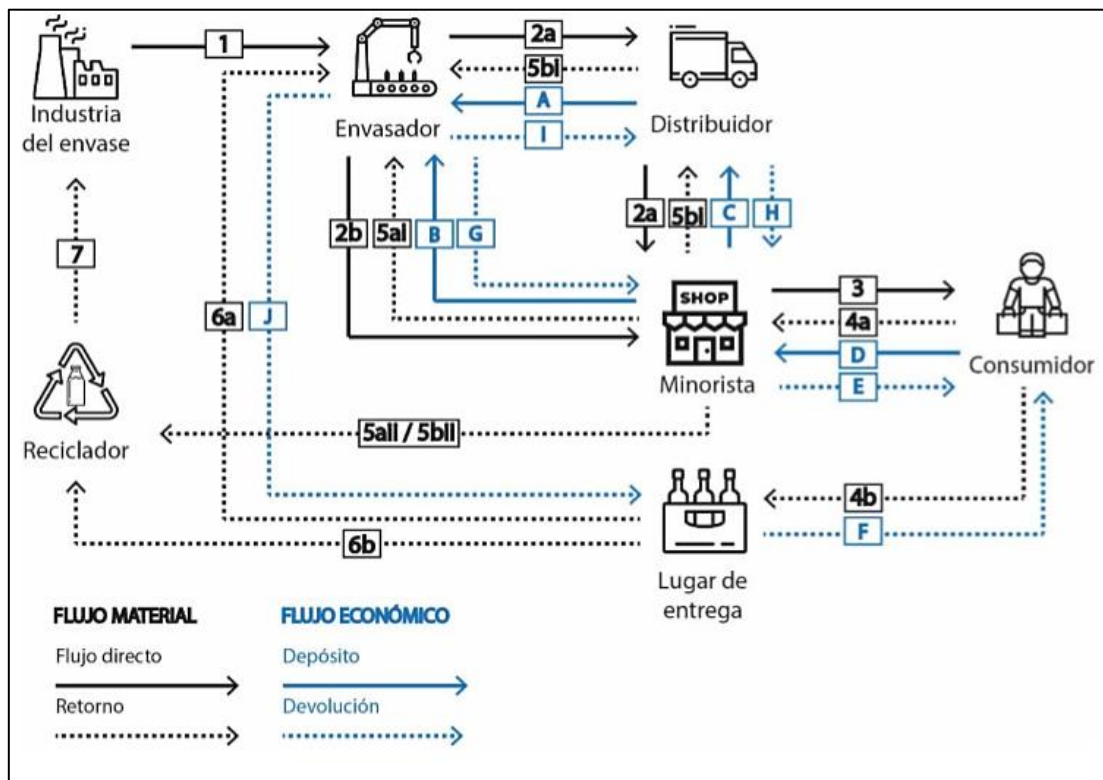 1
2a
5bi
A
I
Industria
del envase
Envasador
Distribuidor
2b
5ai
B
G
2a
5bi
C
H
7
6a
J
SHOP
Minorista
3
4a
D
E
Consumidor
Reciclador
5aii / 5bii
4b
F
6b
Lugar de
entrega
FLUJO MATERIAL
FLUJO ECONÓMICO
Flujo directo
Depósito
Retorno
Devolución